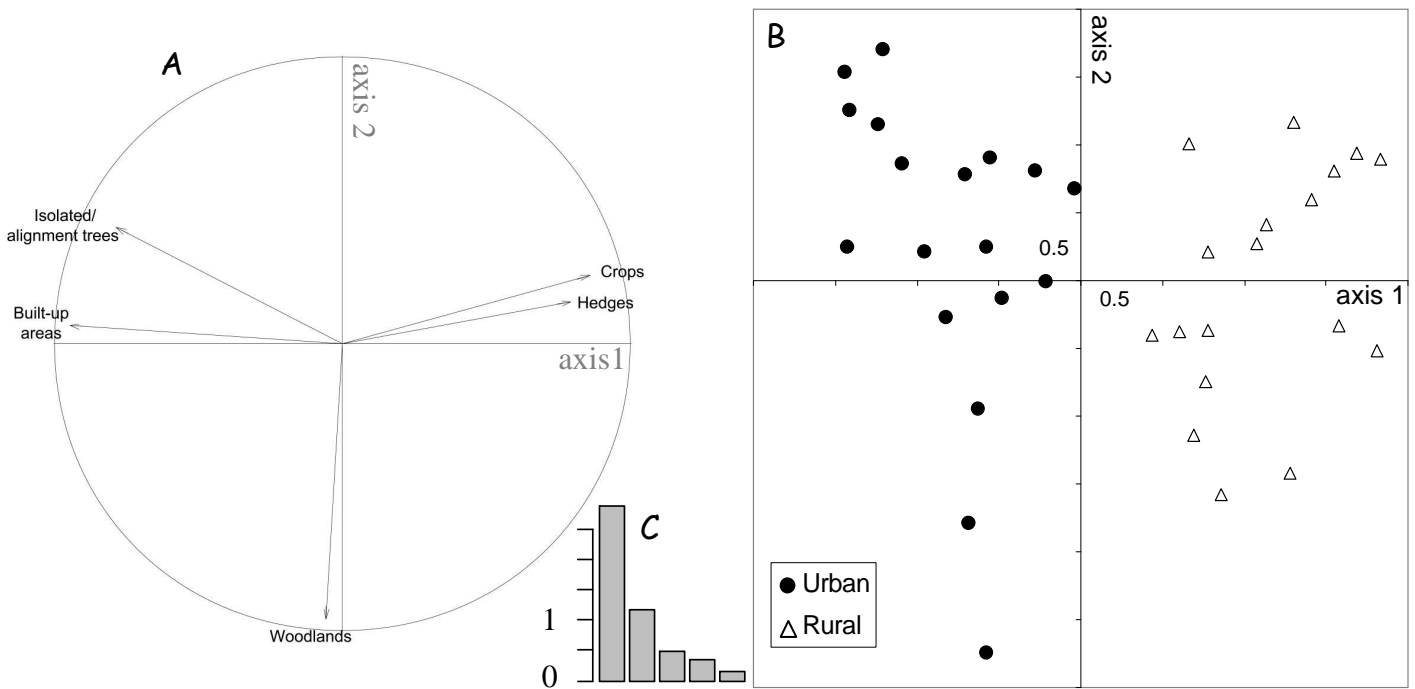 A
axis 2
Isolated/
alignment trees
Built-up
areas
Crops
Hedges
axis1
Woodlands
C
1
0
B
axis 2
0.5
0.5
axis 1
Urban
Rural